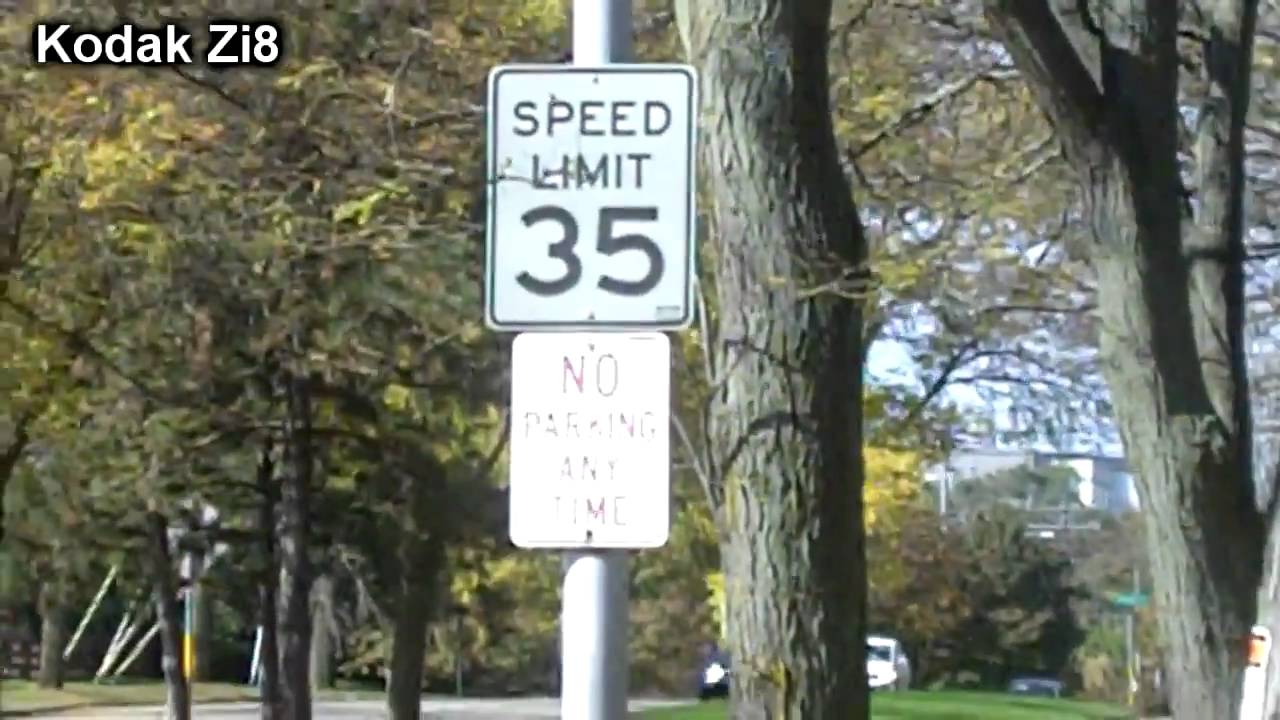 Kodak Zi8
SPEED
LIMIT
35
NO
PARKING
ANY
TIME